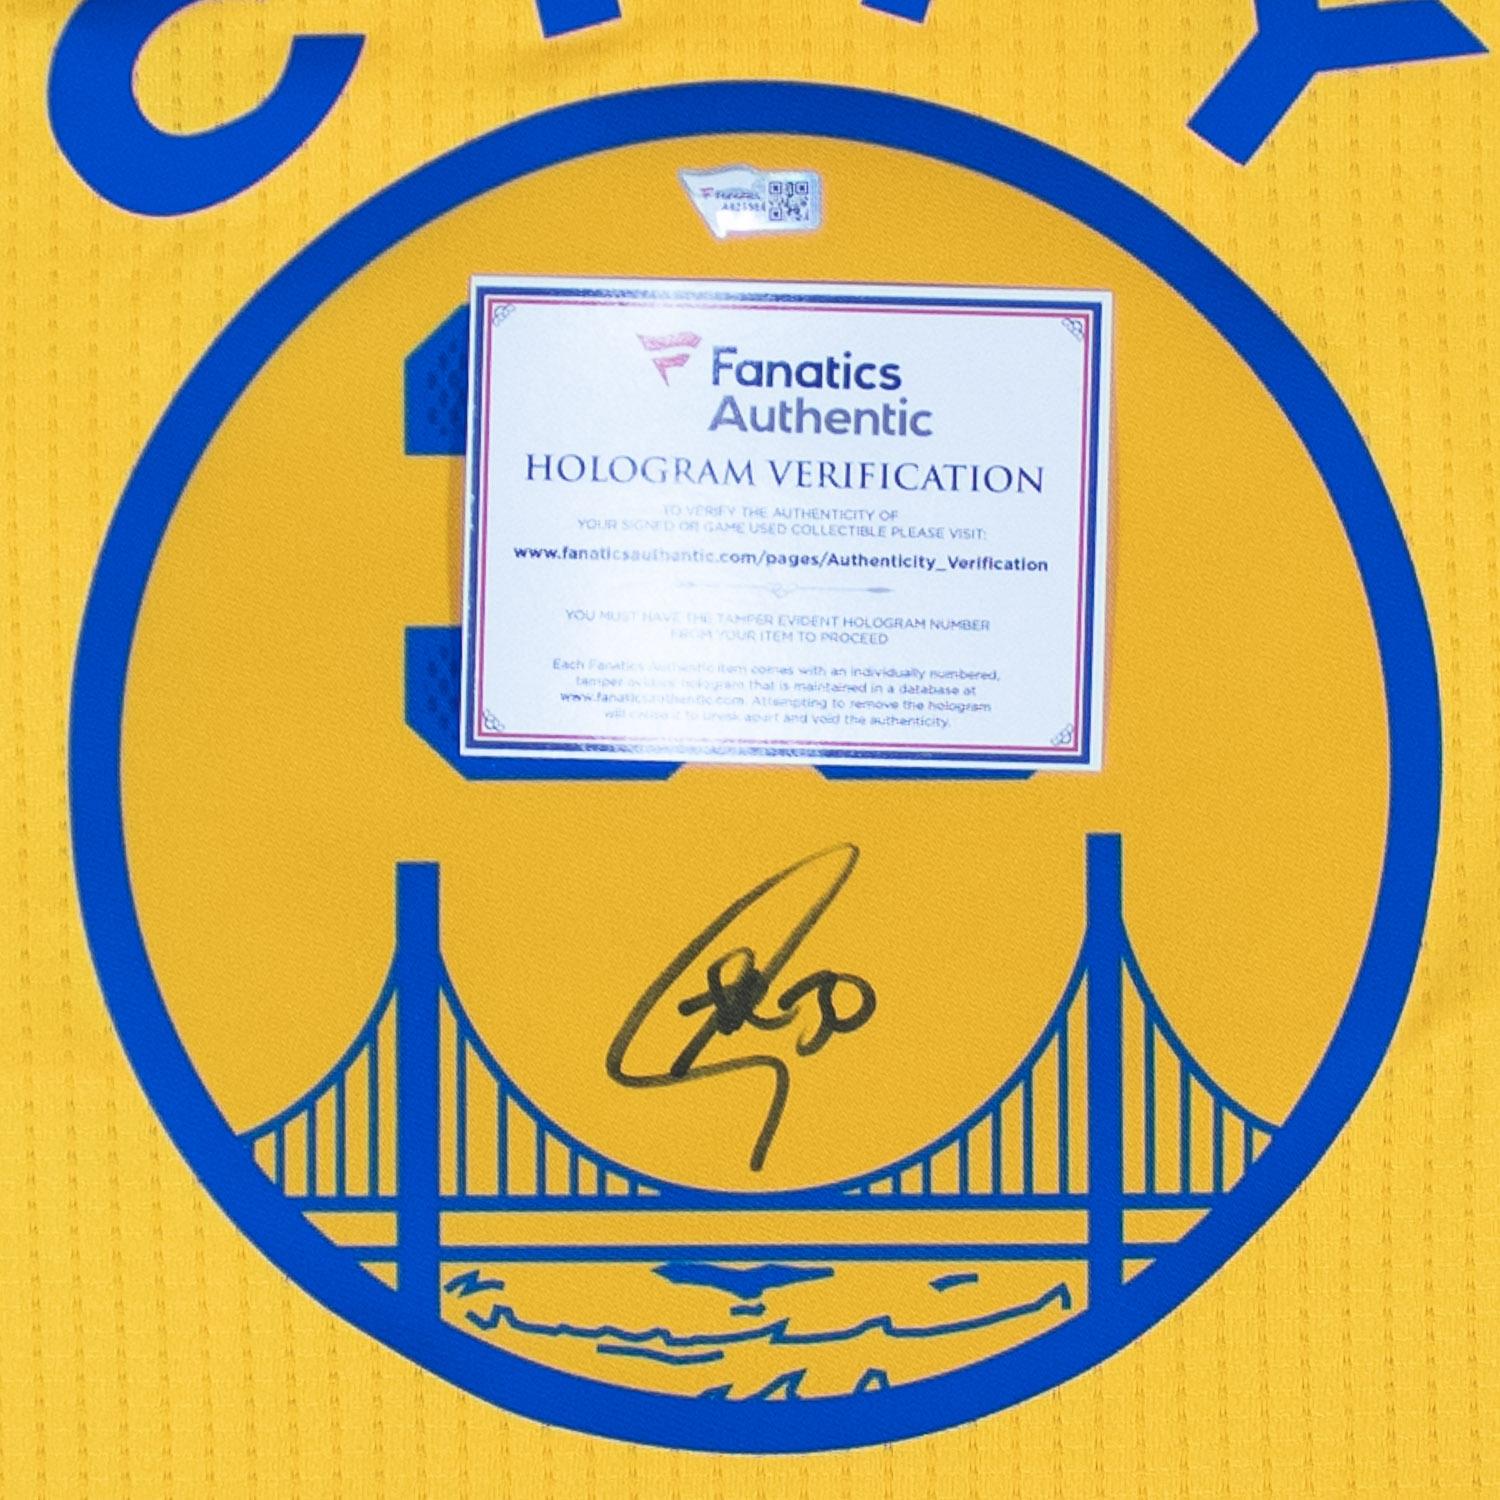 CITY
Fanatics
Authentic
HOLOGRAM VERIFICATION
TO VERIFY THE AUTHENTICITY OF
YOUR SIGNED OR GAME USED COLLECTIBLE PLEASE VISIT:
www.fanaticsauthentic.com/pages/Authenticity_Verification
YOU MUST HAVE THE TAMPER EVIDENT HOLOGRAM NUMBER
FROM YOUR ITEM TO PROCEED
Each Fanatics Authentic item comes with an individually numbered,
tamper evident hologram that is maintained in a database at
www.fanaticsauthentic.com. Attempting to remove the hologram
will cause it to break apart and void the authenticity.
30